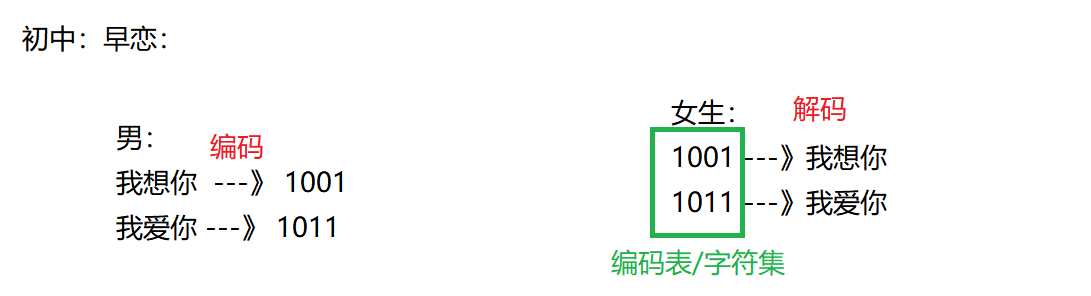 初中：早恋：
男：
编码
我想你 ---》 1001
我爱你 ---》 1011
女生：
解码
1001 ---》我想你
1011 ---》我爱你
编码表/字符集